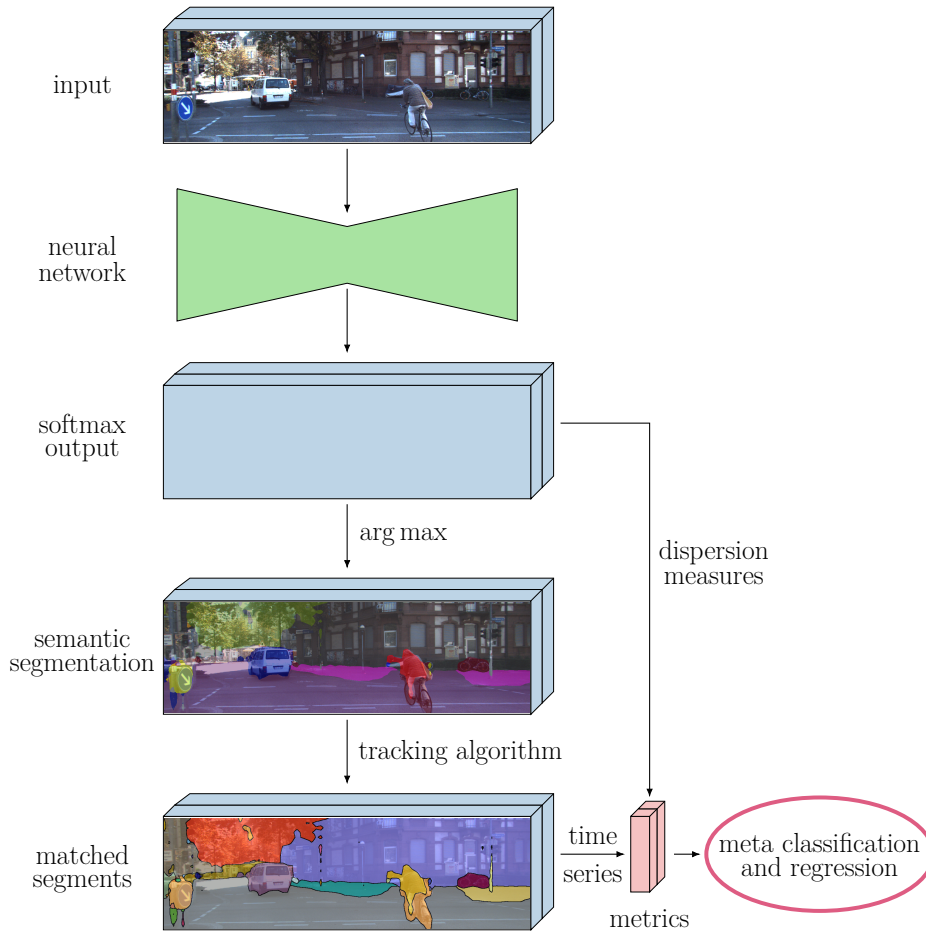 input
neural
network
softmax
output
arg max
dispersion
measures
semantic
segmentation
tracking algorithm
matched
segments
time
series
metrics
meta classification
and regression